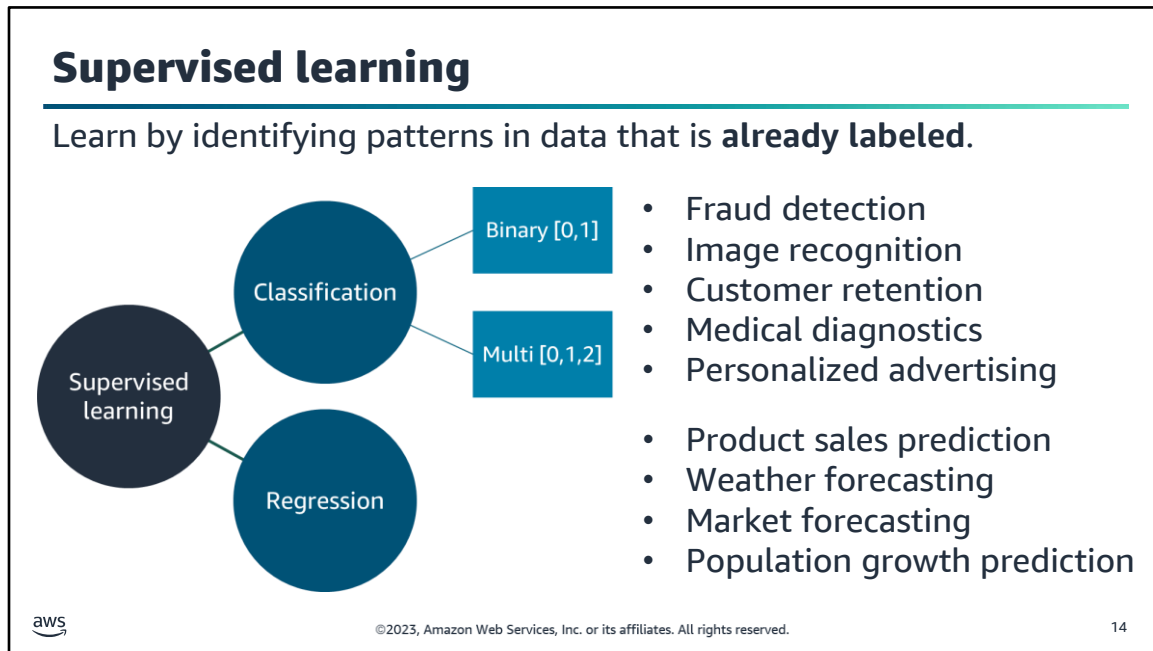 Supervised learning
Learn by identifying patterns in data that is already labeled.
Supervised
learning
Classification
Regression
Binary [0,1]
Multi [0,1,2]
• Fraud detection
• Image recognition
• Customer retention
• Medical diagnostics
• Personalized advertising
• Product sales prediction
• Weather forecasting
• Market forecasting
• Population growth prediction
aws
©2023, Amazon Web Services, Inc. or its affiliates. All rights reserved.
14